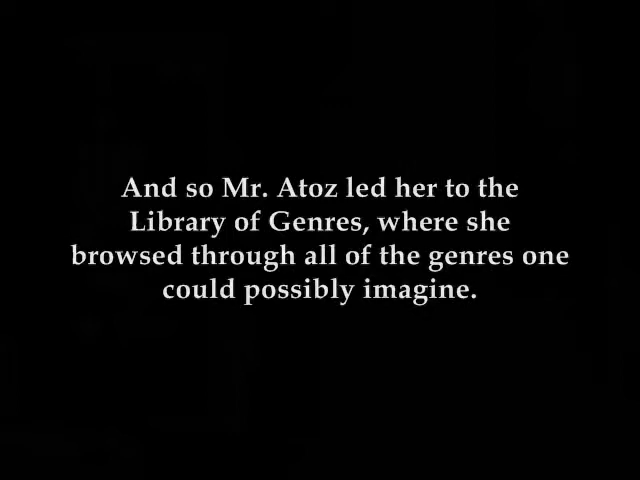 And so Mr. Atoz led her to the
Library of Genres, where she
browsed through all of the genres one
could possibly imagine.